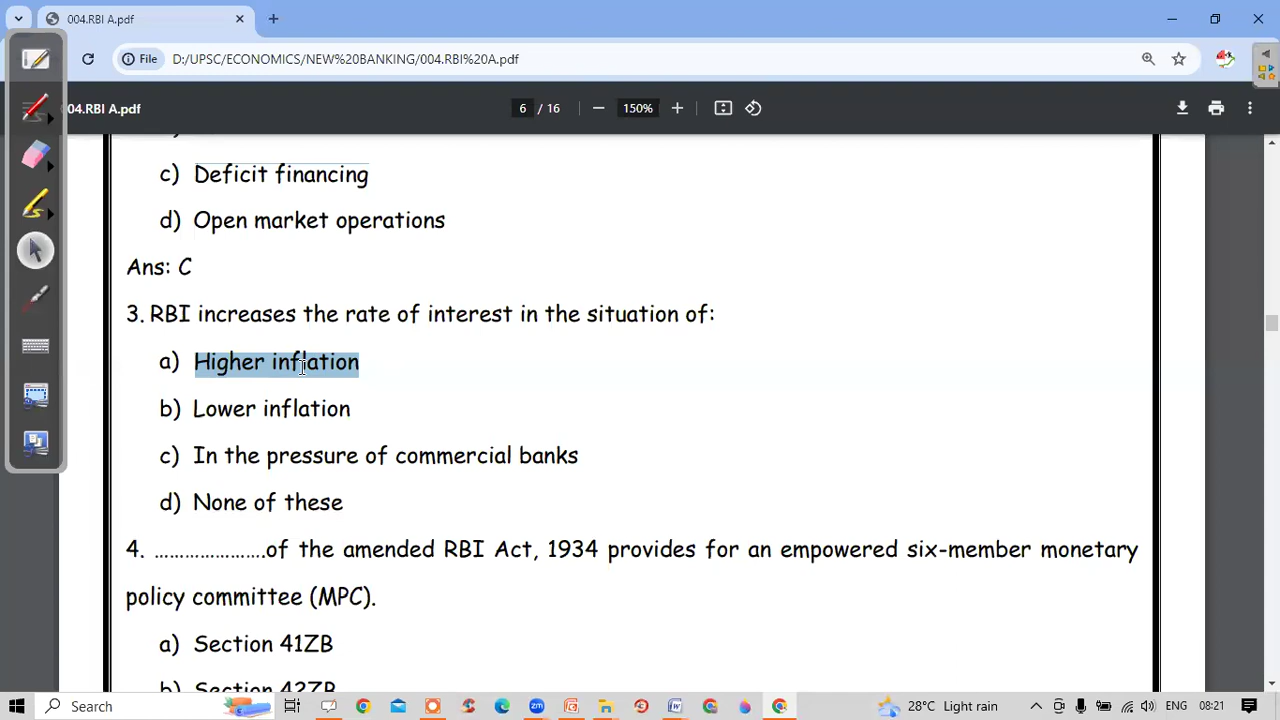 004.RBI A.pdf
File
D:/UPSC/ECONOMICS/NEW%20BANKING/004.RBI%20A.pdf
004.RBI A.pdf
6 / 16
150%
c) Deficit financing
d) Open market operations
Ans: C
3. RBI increases the rate of interest in the situation of:
a) Higher inflation
b) Lower inflation
c) In the pressure of commercial banks
d) None of these
4. ......................of the amended RBI Act, 1934 provides for an empowered six-member monetary
policy committee (MPC).
a) Section 41ZB
b) Section 42ZB
Search
28°C Light rain
ENG
08:21